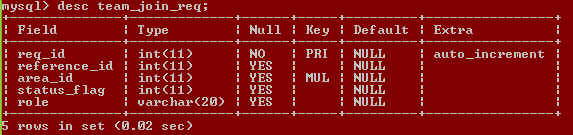 mysql> desc team_join_req;
+--------------+-------------+------+-----+---------+----------------+
| Field        | Type        | Null | Key | Default | Extra          |
+--------------+-------------+------+-----+---------+----------------+
| req_id       | int(11)     | NO   | PRI | NULL    | auto_increment |
| reference_id | int(11)     | YES  |     | NULL    |                |
| area_id      | int(11)     | YES  | MUL | NULL    |                |
| status_flag  | int(11)     | YES  |     | NULL    |                |
| role         | varchar(20) | YES  |     | NULL    |                |
+--------------+-------------+------+-----+---------+----------------+
5 rows in set (0.02 sec)